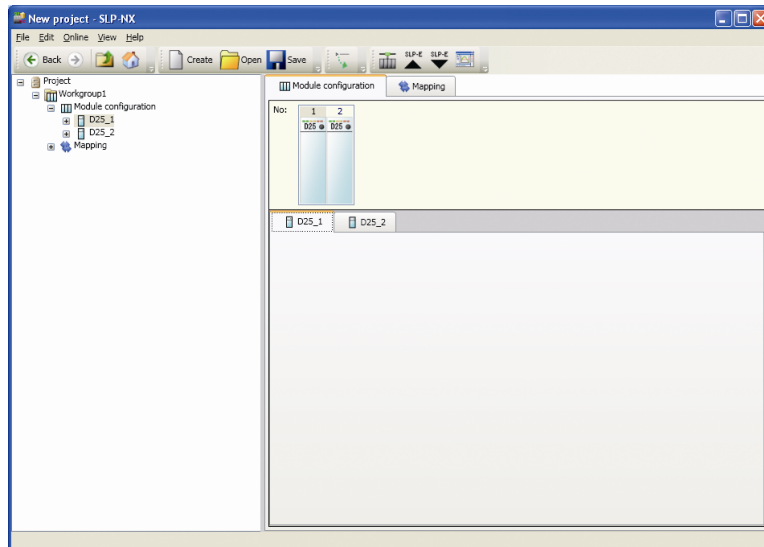 New project - SLP-NX
File Edit Online View Help
Back Create Open Save SLP-E SLP-E
Project
Workgroup1
Module configuration
D25_1
D25_2
Mapping
Module configuration Mapping
No: 1 2
D25 D25
D25_1 D25_2